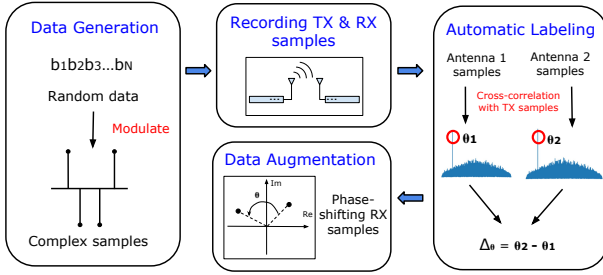 Data Generation
b1b2b3...bN
Random data
Modulate
Complex samples
Recording TX & RX
samples
Automatic Labeling
Antenna 1
samples
Antenna 2
samples
Cross-correlation
with TX samples
θ1
θ2
Δθ = θ2 - θ1
Data Augmentation
Im
θ
Re
Phase-
shifting RX
samples